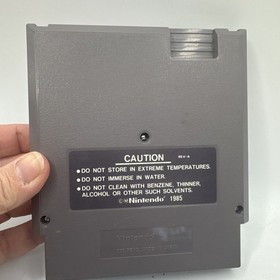 CAUTION REV-A
●DO NOT STORE IN EXTREME TEMPERATURES.
●DO NOT IMMERSE IN WATER.
●DO NOT CLEAN WITH BENZENE, THINNER,
ALCOHOL OR OTHER SUCH SOLVENTS.
©™Nintendo® 1985